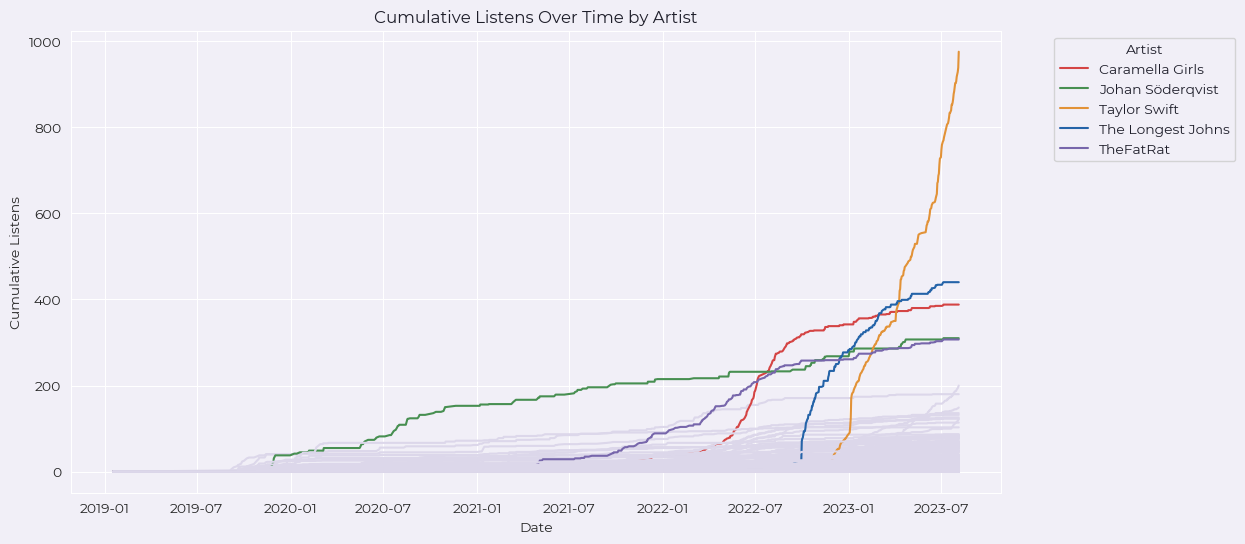 Cumulative Listens Over Time by Artist
Cumulative Listens
1000
800
600
400
200
0
2019-01 2019-07 2020-01 2020-07 2021-01 2021-07 2022-01 2022-07 2023-01 2023-07
Date
Artist
Caramella Girls
Johan Söderqvist
Taylor Swift
The Longest Johns
TheFatRat